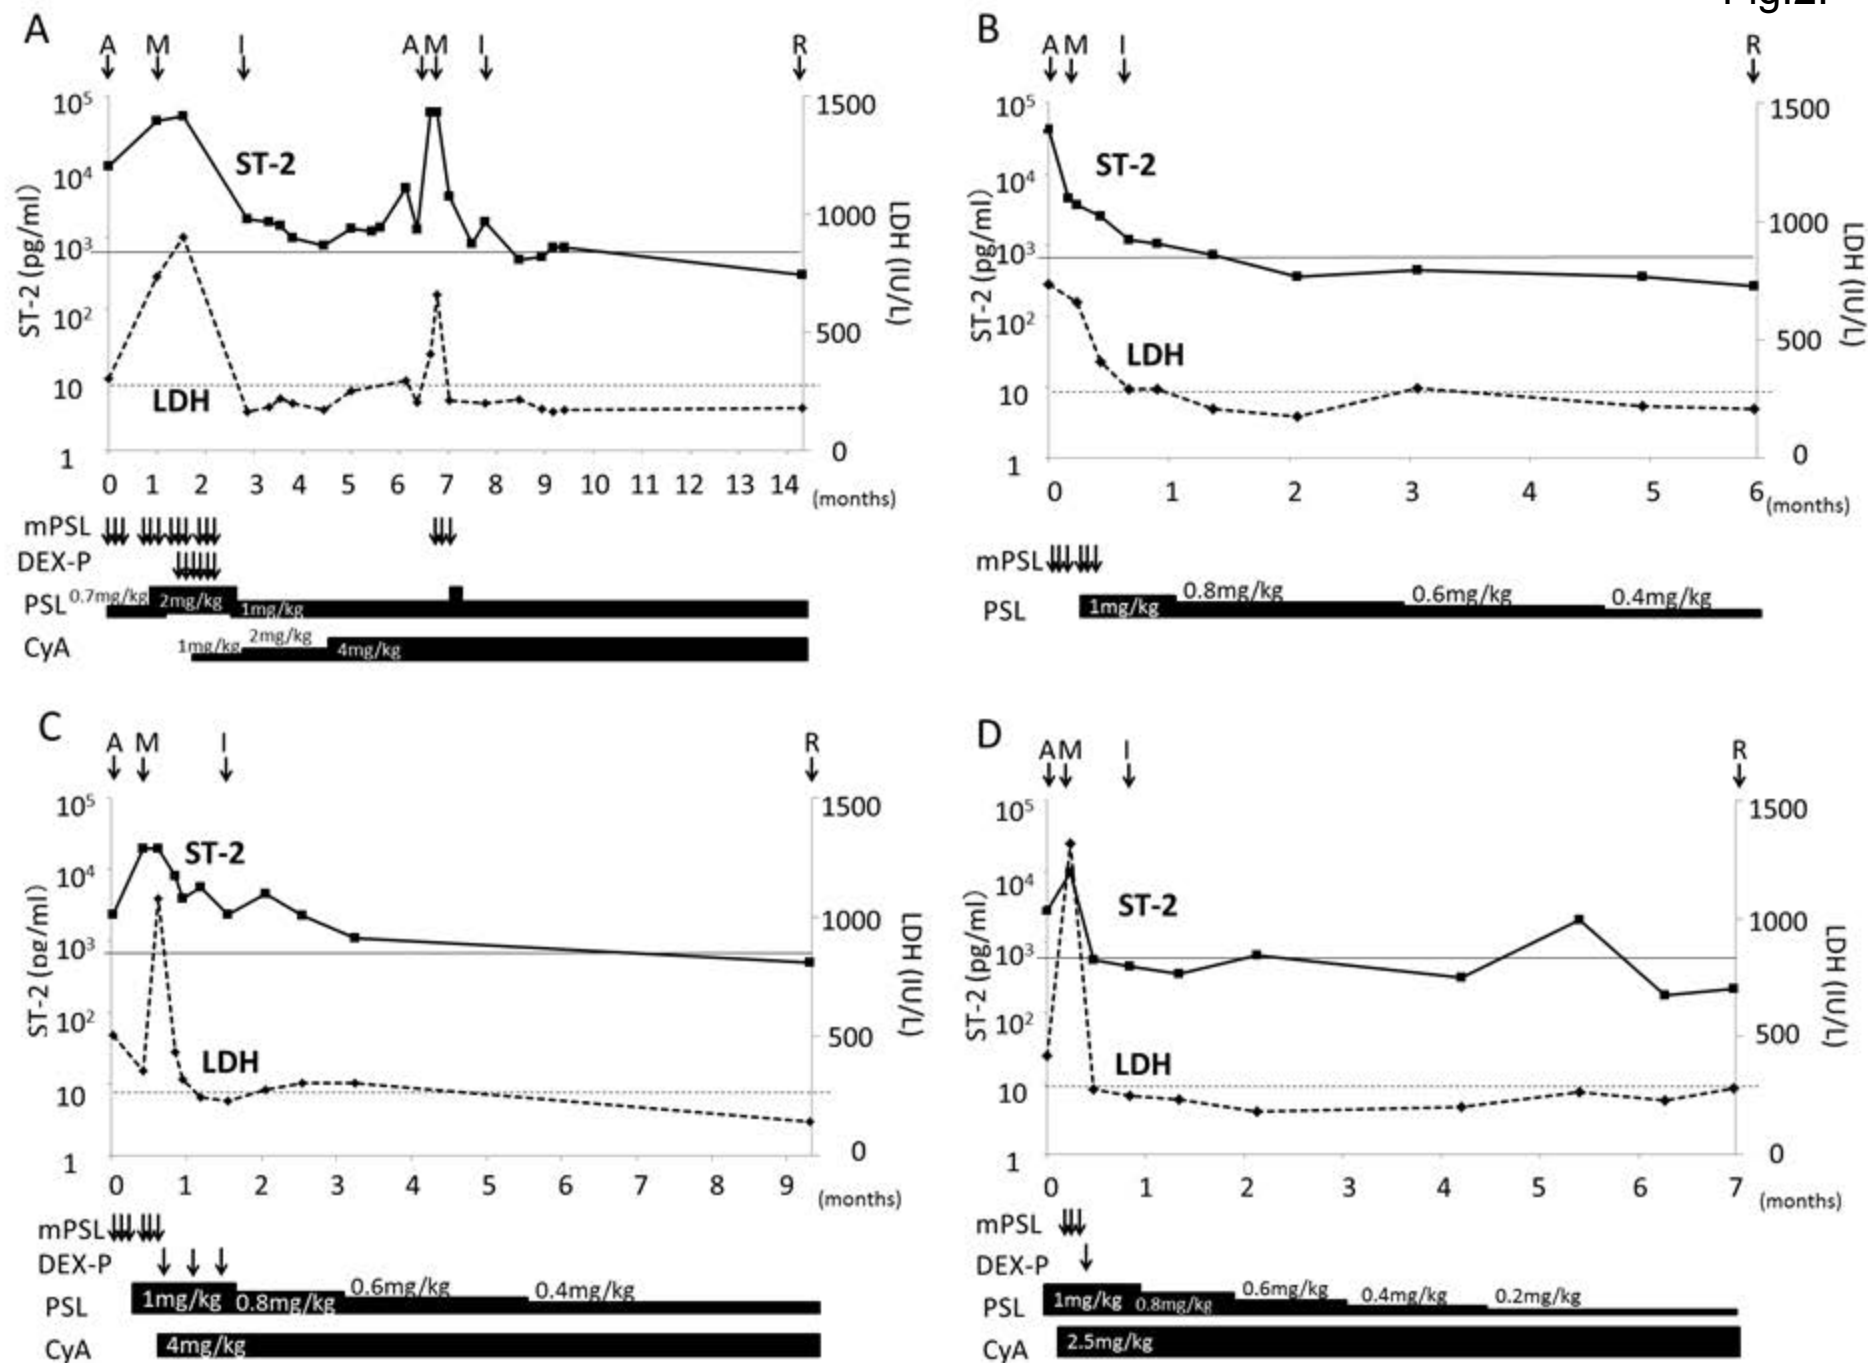 Fig.2.
A
A M I A M I R
ST-2 (pg/ml)
10⁵
10⁴
10³
10²
10
1
ST-2
LDH
1500
1000
500
0
LDH (IU/L)
0 1 2 3 4 5 6 7 8 9 10 11 12 13 14 (months)
mPSL
DEX-P
PSL 0.7mg/kg 2mg/kg 1mg/kg
CyA 1mg/kg 2mg/kg 4mg/kg
B
A M I R
ST-2 (pg/ml)
10⁵
10⁴
10³
10²
10
1
ST-2
LDH
1500
1000
500
0
LDH (IU/L)
0 1 2 3 4 5 6 (months)
mPSL
PSL 1mg/kg 0.8mg/kg 0.6mg/kg 0.4mg/kg
C
A M I R
ST-2 (pg/ml)
10⁵
10⁴
10³
10²
10
1
ST-2
LDH
1500
1000
500
0
LDH (IU/L)
0 1 2 3 4 5 6 7 8 9 (months)
mPSL
DEX-P
PSL 1mg/kg 0.8mg/kg 0.6mg/kg 0.4mg/kg
CyA 4mg/kg
D
A M I R
ST-2 (pg/ml)
10⁵
10⁴
10³
10²
10
1
ST-2
LDH
1500
1000
500
0
LDH (IU/L)
0 1 2 3 4 5 6 7 (months)
mPSL
DEX-P
PSL 1mg/kg 0.8mg/kg 0.6mg/kg 0.4mg/kg 0.2mg/kg
CyA 2.5mg/kg